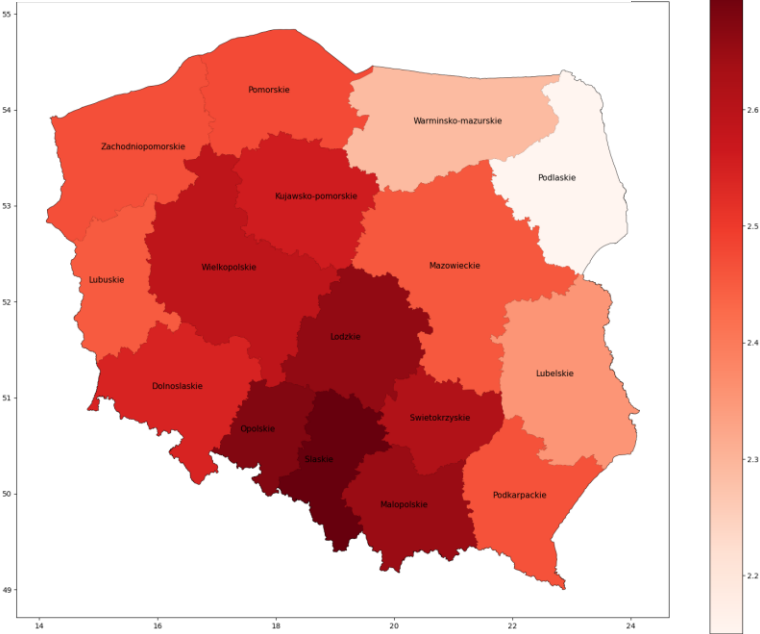 55
54
53
52
51
50
49
14
16
18
20
22
24
Pomorskie
Warminsko-mazurskie
Zachodniopomorskie
Podlaskie
Kujawsko-pomorskie
Wielkopolskie
Mazowieckie
Lubuskie
Lodzkie
Lubelskie
Dolnoslaskie
Swietokrzyskie
Opolskie
Slaskie
Podkarpackie
Malopolskie
2.6
2.5
2.4
2.3
2.2